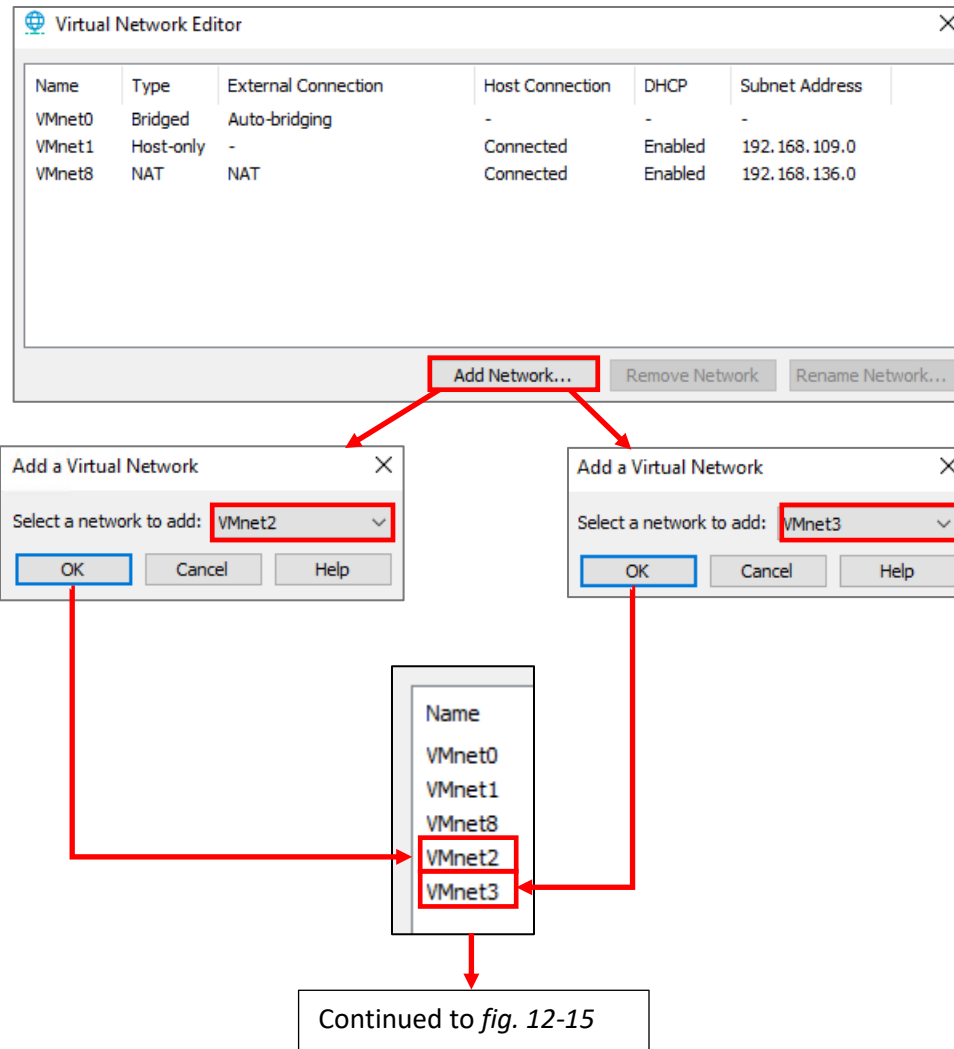 Virtual Network Editor
Name Type External Connection Host Connection DHCP Subnet Address
VMnet0 Bridged Auto-bridging - - -
VMnet1 Host-only - Connected Enabled 192.168.109.0
VMnet8 NAT NAT Connected Enabled 192.168.136.0
Add Network... Remove Network Rename Network...
Add a Virtual Network
Select a network to add: VMnet2
OK Cancel Help
Add a Virtual Network
Select a network to add: VMnet3
OK Cancel Help
Name
VMnet0
VMnet1
VMnet8
VMnet2
VMnet3
Continued to fig. 12-15